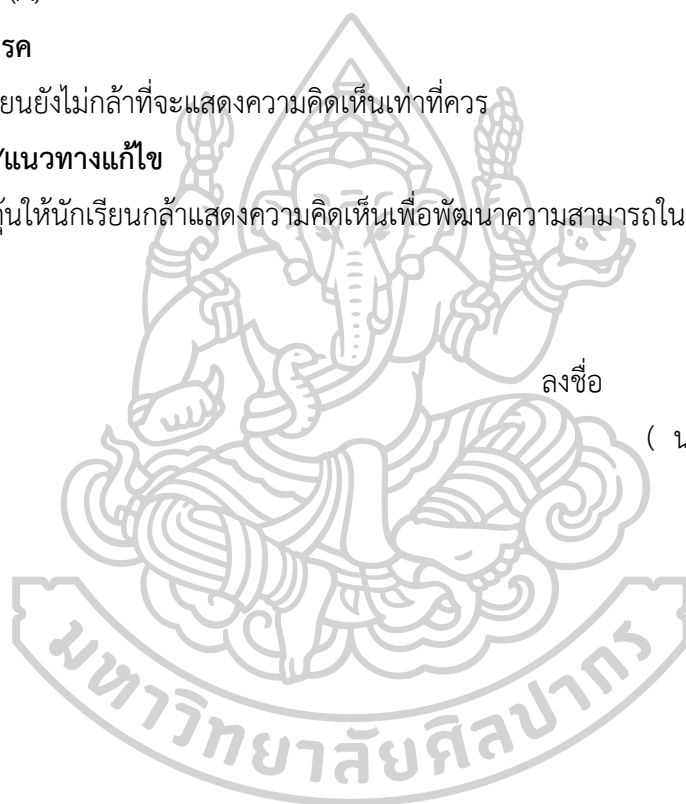 รรค
ยนยังไม่กล้าที่จะแสดงความคิดเห็นเท่าที่ควร
/แนวทางแก้ไข
ุ้นให้นักเรียนกล้าแสดงความคิดเห็นเพื่อพัฒนาความสามารถใน
ลงชื่อ
( น
มหาวิทยาลัยศิลปากร